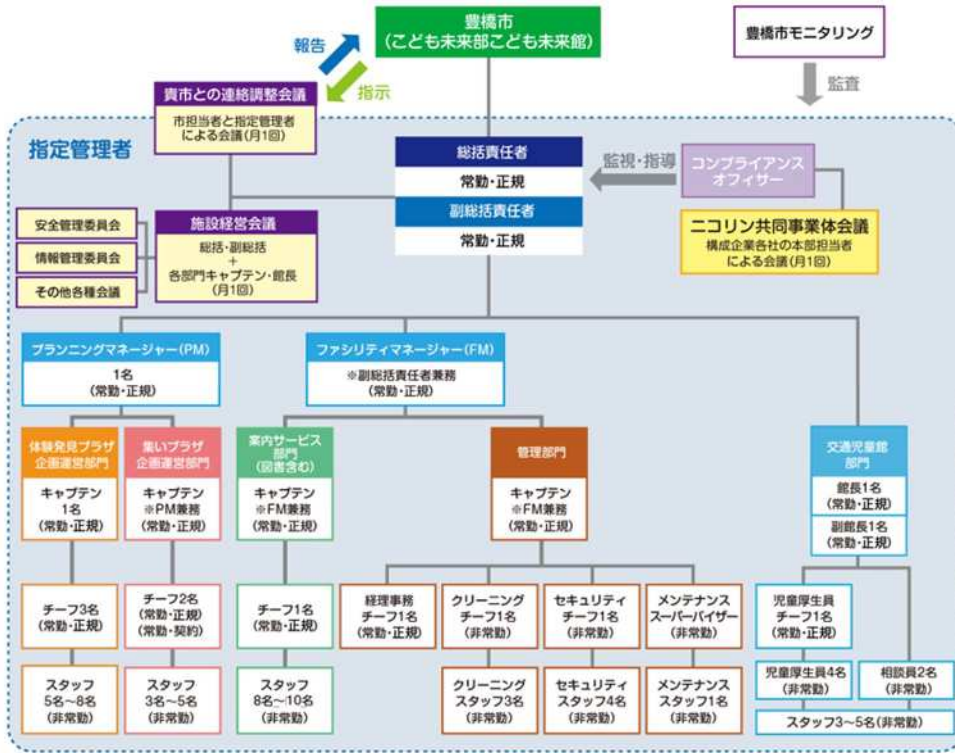 豊橋市
(こども未来部こども未来館)
豊橋市モニタリング
報告
指示
監査
貴市との連絡調整会議
市担当者と指定管理者
による会議(月1回)
指定管理者
総括責任者
常勤・正規
副総括責任者
常勤・正規
監視・指導
コンプライアンス
オフィサー
ニコリン共同事業体会議
構成企業各社の本部担当者
による会議(月1回)
安全管理委員会
情報管理委員会
その他各種会議
施設経営会議
総括・副総括
+
各部門キャプテン・館長
(月1回)
プランニングマネージャー(PM)
1名
(常勤・正規)
ファシリティマネージャー(FM)
※副総括責任者兼務
(常勤・正規)
体験発見プラザ
企画運営部門
キャプテン
1名
(常勤・正規)
集いプラザ
企画運営部門
キャプテン
※PM兼務
(常勤・正規)
案内サービス
部門
(図書含む)
キャプテン
※FM兼務
(常勤・正規)
管理部門
キャプテン
※FM兼務
(常勤・正規)
交通児童館
部門
館長1名
(常勤・正規)
副館長1名
(常勤・正規)
チーフ3名
(常勤・正規)
チーフ2名
(常勤・正規)
(常勤・契約)
チーフ1名
(常勤・正規)
経理事務
チーフ1名
(常勤・正規)
クリーニング
チーフ1名
(非常勤)
セキュリティ
チーフ1名
(非常勤)
メンテナンス
スーパーバイザー
(非常勤)
児童厚生員
チーフ1名
(常勤・正規)
スタッフ
5名~8名
(非常勤)
スタッフ
3名~5名
(非常勤)
スタッフ
8名~10名
(非常勤)
クリーニング
スタッフ3名
(非常勤)
セキュリティ
スタッフ4名
(非常勤)
メンテナンス
スタッフ1名
(非常勤)
児童厚生員4名
(非常勤)
相談員2名
(非常勤)
スタッフ3~5名(非常勤)